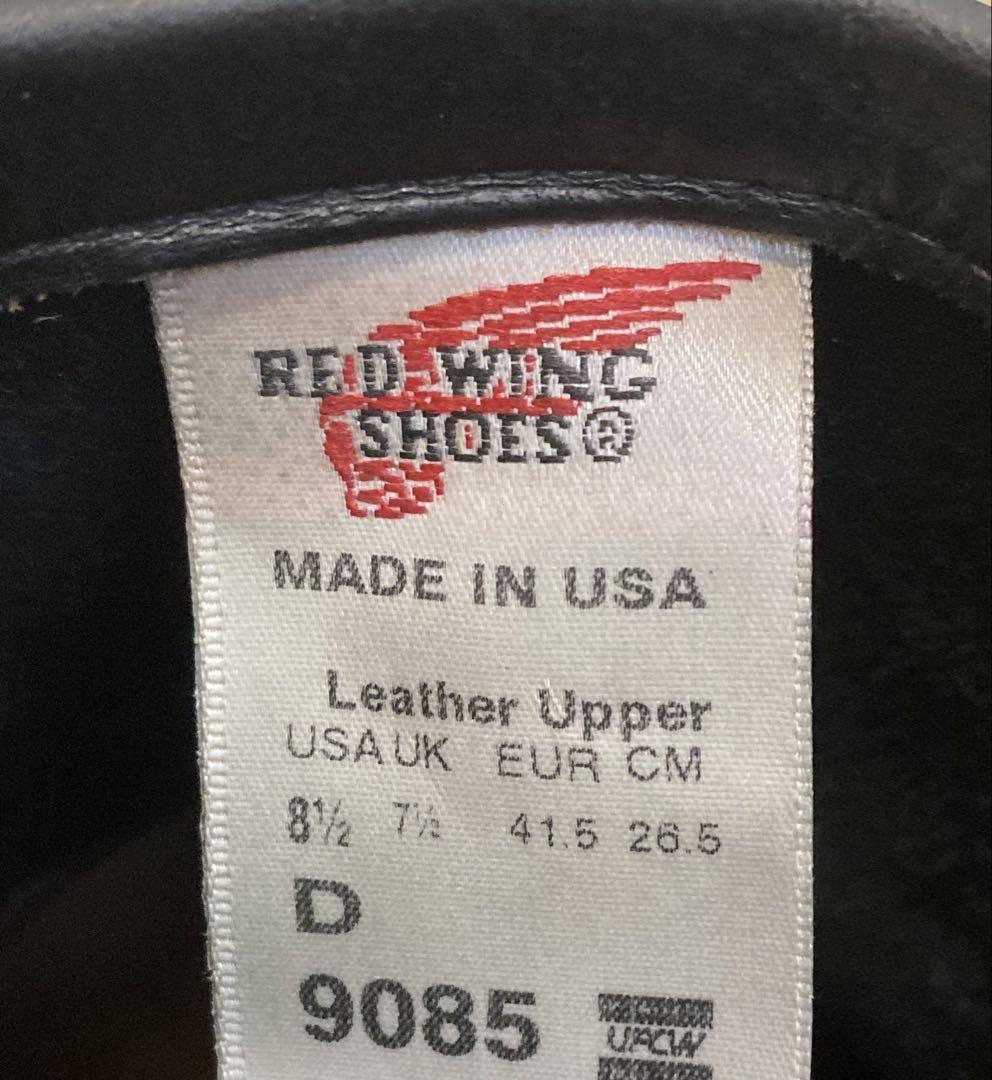 RED WING
SHOES®
MADE IN USA
Leather Upper
USA UK EUR CM
8½ 7½ 41.5 26.5
D
9085
UFCW